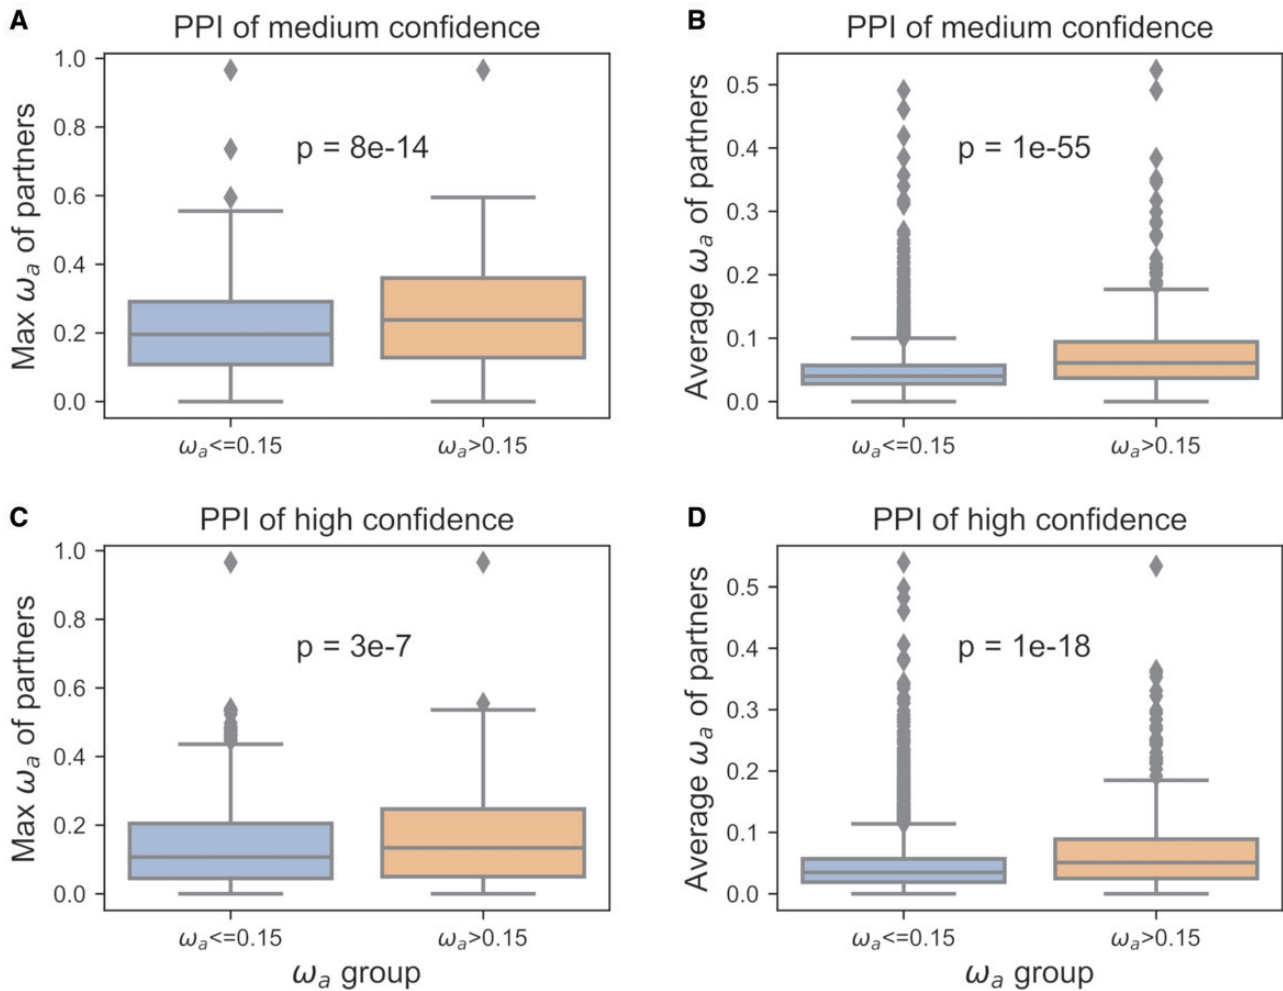 A
PPI of medium confidence
Max ωa of partners
1.0
0.8
0.6
0.4
0.2
0.0
p = 8e-14
ωa<=0.15
ωa>0.15
B
PPI of medium confidence
Average ωa of partners
0.5
0.4
0.3
0.2
0.1
0.0
p = 1e-55
ωa<=0.15
ωa>0.15
C
PPI of high confidence
Max ωa of partners
1.0
0.8
0.6
0.4
0.2
0.0
p = 3e-7
ωa<=0.15
ωa>0.15
ωa group
D
PPI of high confidence
Average ωa of partners
0.5
0.4
0.3
0.2
0.1
0.0
p = 1e-18
ωa<=0.15
ωa>0.15
ωa group